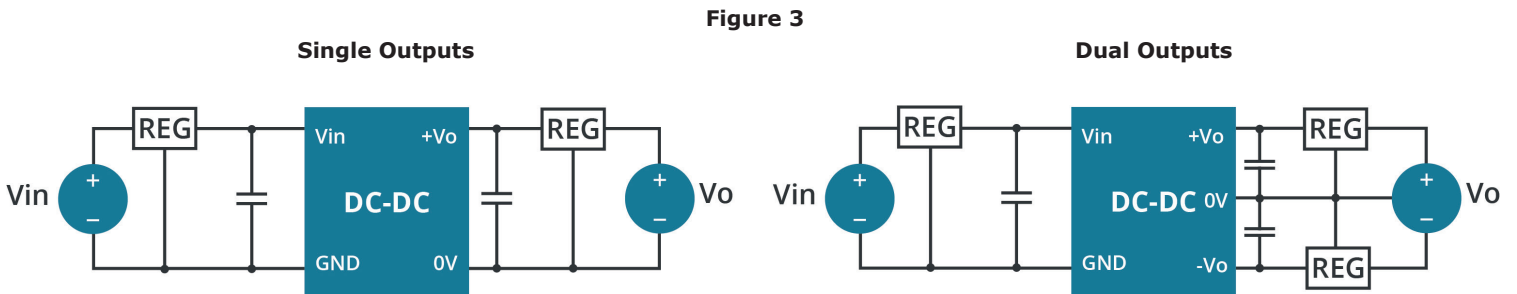 Figure 3
Single Outputs
REG
REG
Vin
+Vo
Vin
+
−
DC-DC
+
−
Vo
GND
0V
Dual Outputs
REG
REG
Vin
+Vo
Vin
+
−
DC-DC
0V
+
−
Vo
GND
-Vo
REG